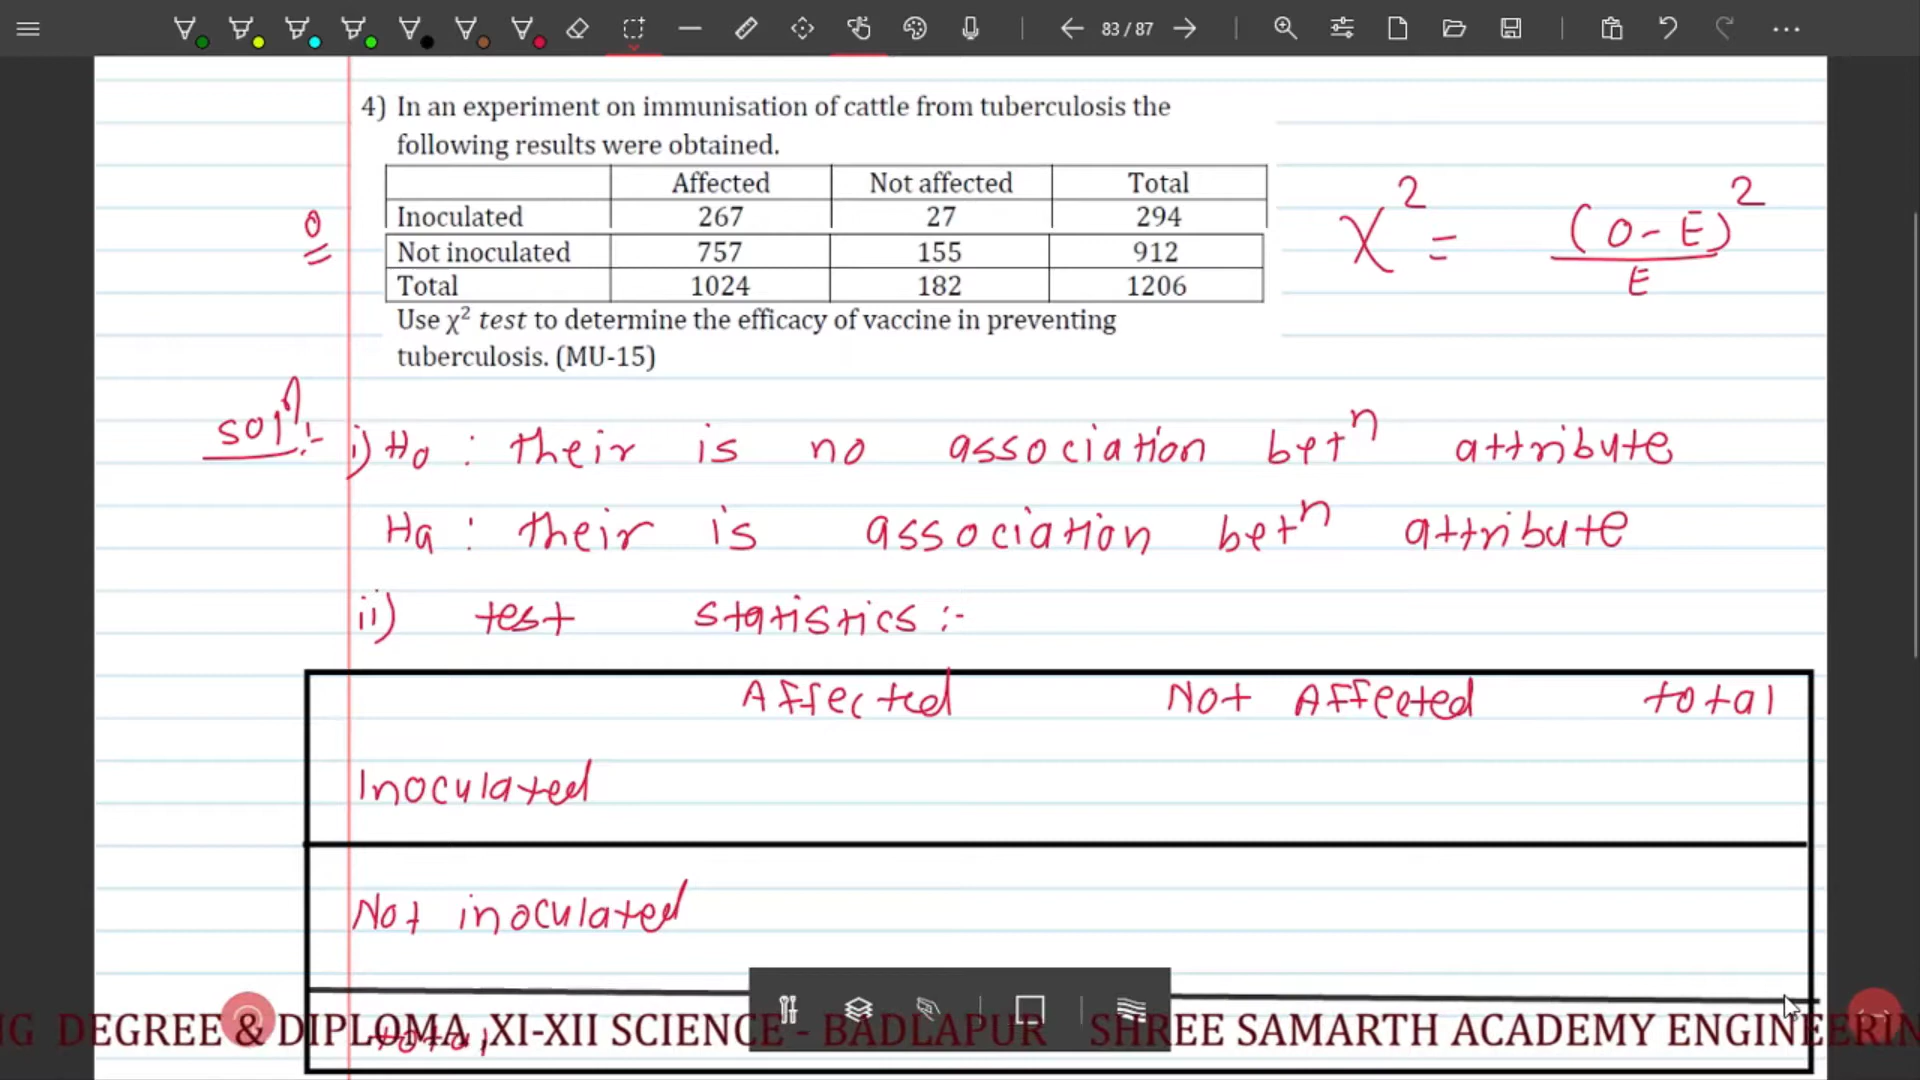 83 / 87
4) In an experiment on immunisation of cattle from tuberculosis the
following results were obtained.
Affected Not affected Total
Inoculated 267 27 294
Not inoculated 757 155 912
Total 1024 182 1206
Use χ² test to determine the efficacy of vaccine in preventing
tuberculosis. (MU-15)
O
χ² = (O-E)² / E
Solⁿ:-
i) H₀ : their is no association betⁿ attribute
Ha : their is association betⁿ attribute
ii) test statistics :-
Affected Not Affected total
Inoculated
Not inoculated
total
NG DEGREE & DIPLOMA, XI-XII SCIENCE - BADLAPUR SHREE SAMARTH ACADEMY ENGINEERIN